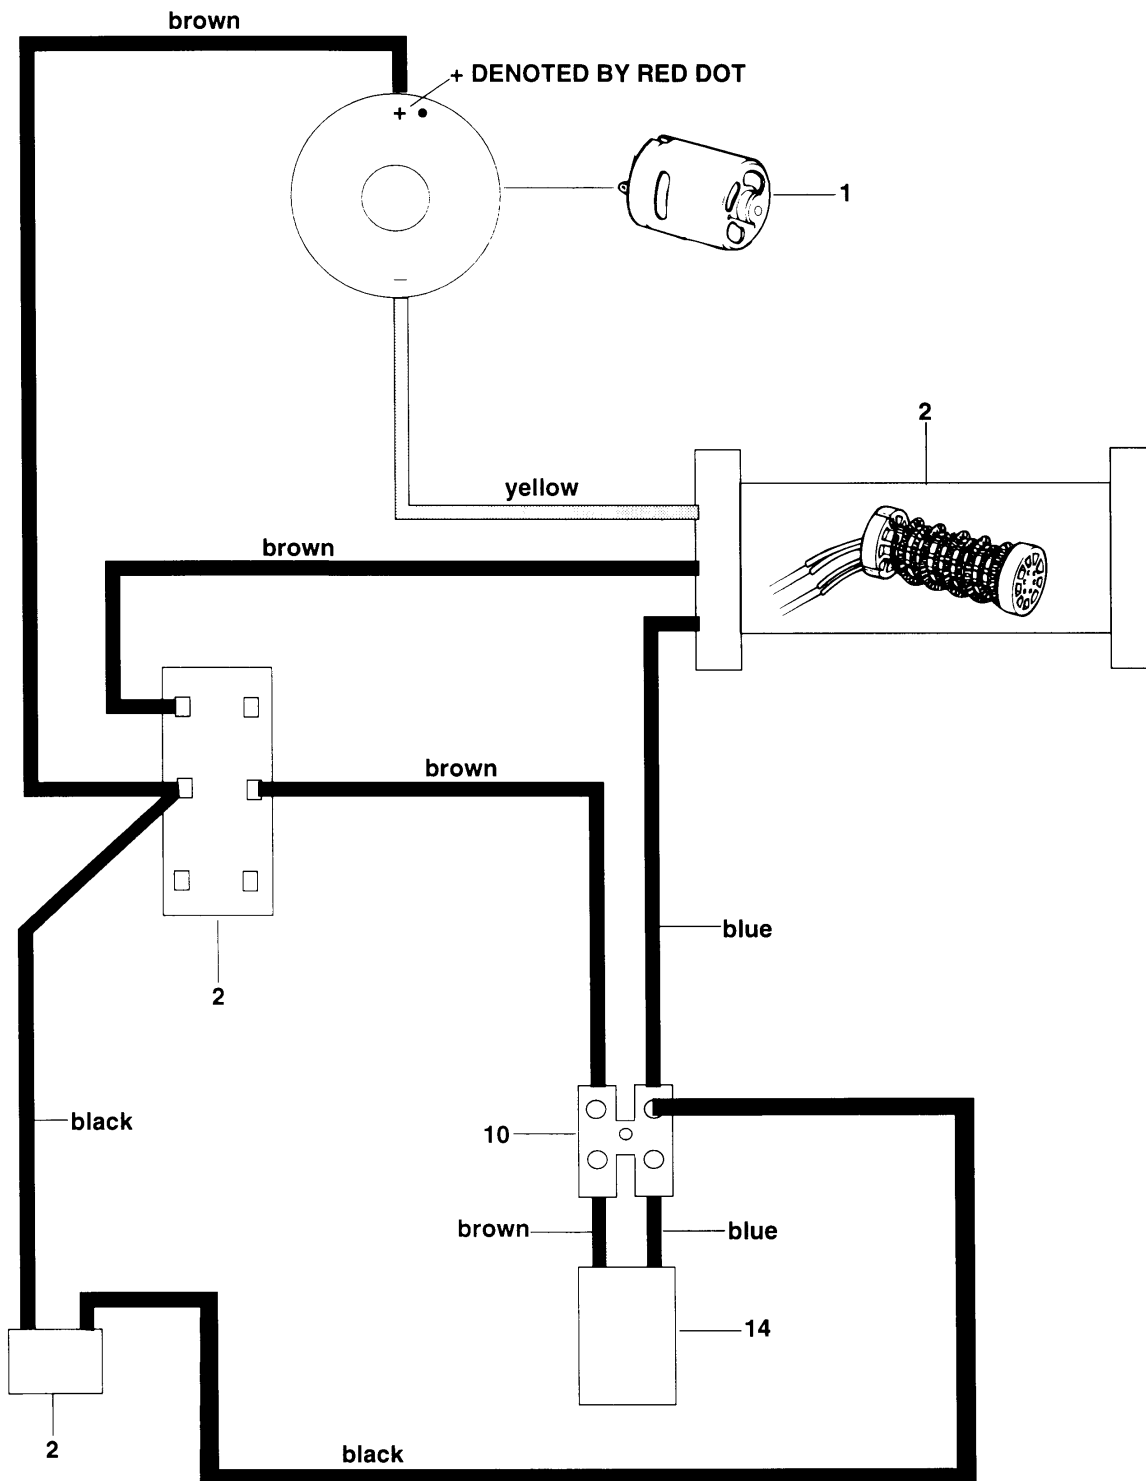 brown
+ DENOTED BY RED DOT
+
1
−
2
yellow
brown
brown
blue
2
black
10
brown
blue
14
2
black